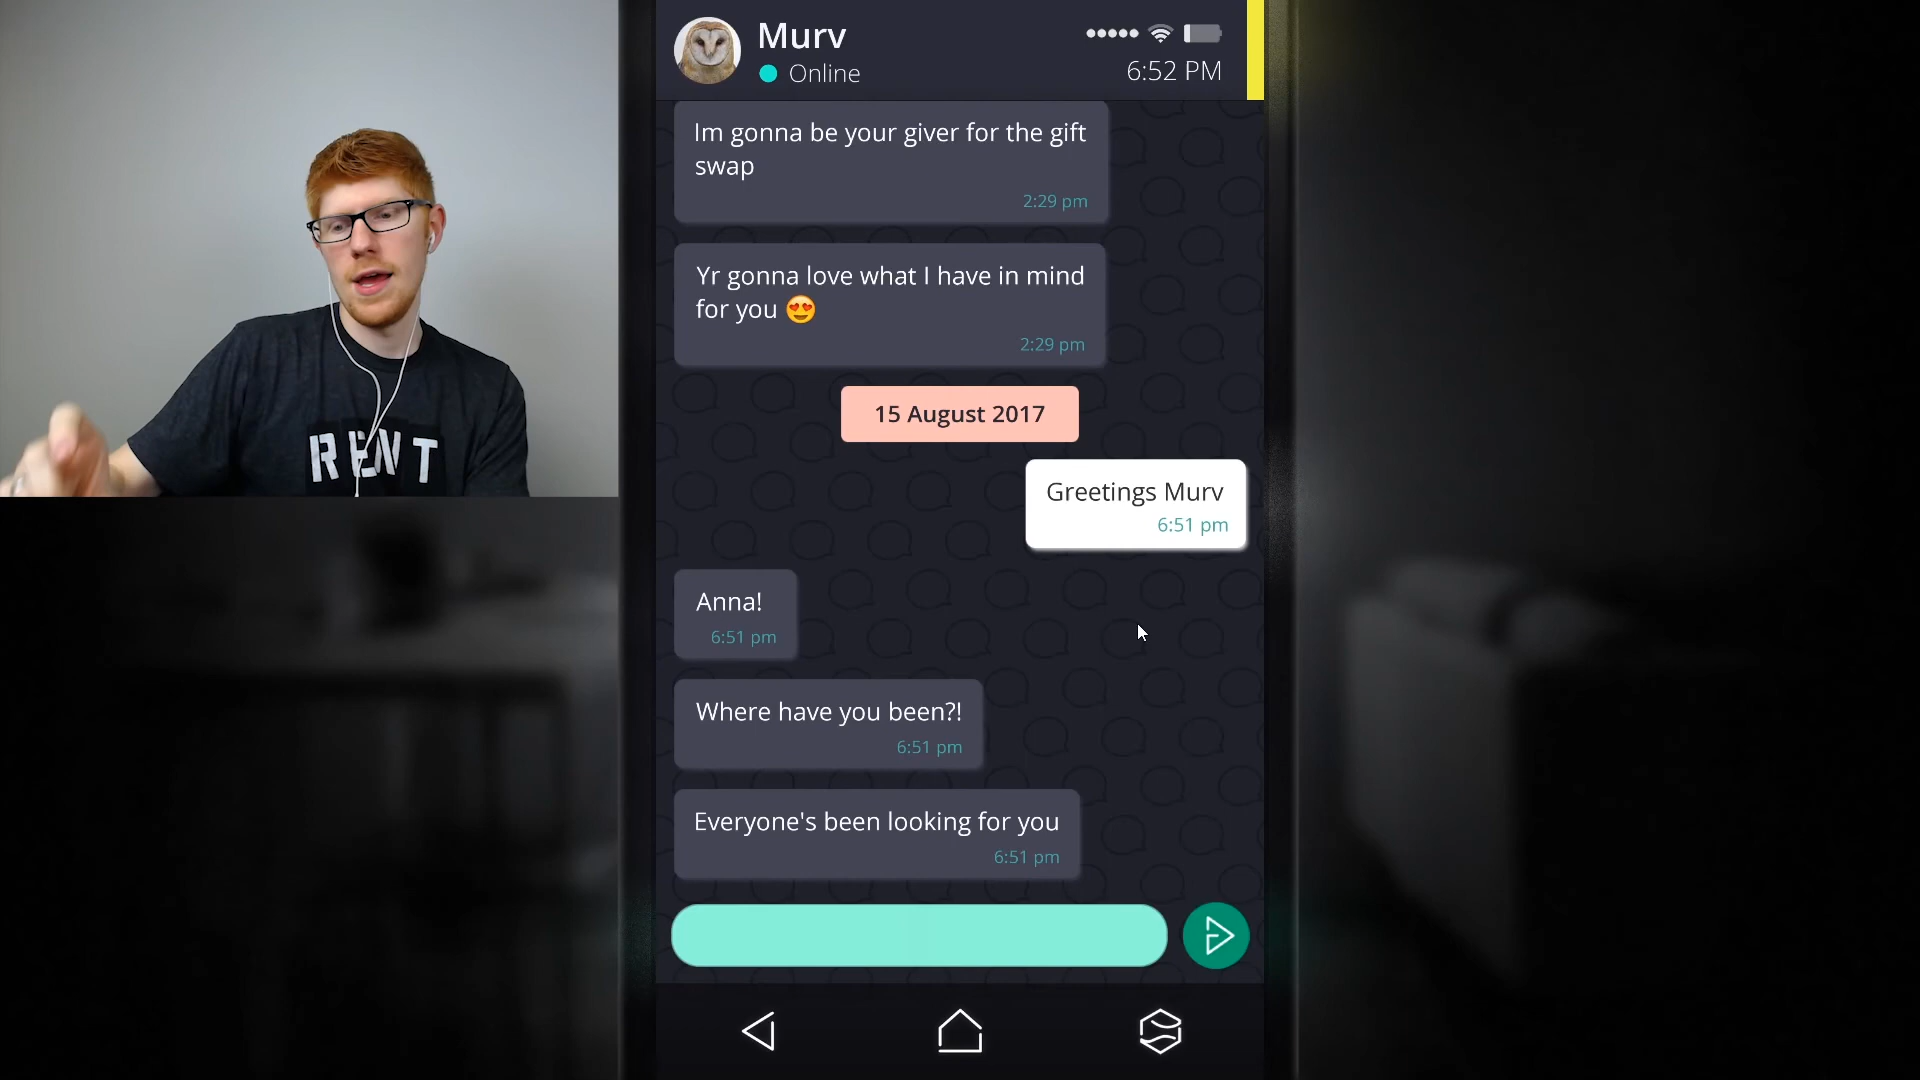 Murv
Online
6:52 PM
Im gonna be your giver for the gift
swap
2:29 pm
Yr gonna love what I have in mind
for you 😍
2:29 pm
15 August 2017
Greetings Murv
6:51 pm
Anna!
6:51 pm
Where have you been?!
6:51 pm
Everyone's been looking for you
6:51 pm
RENT